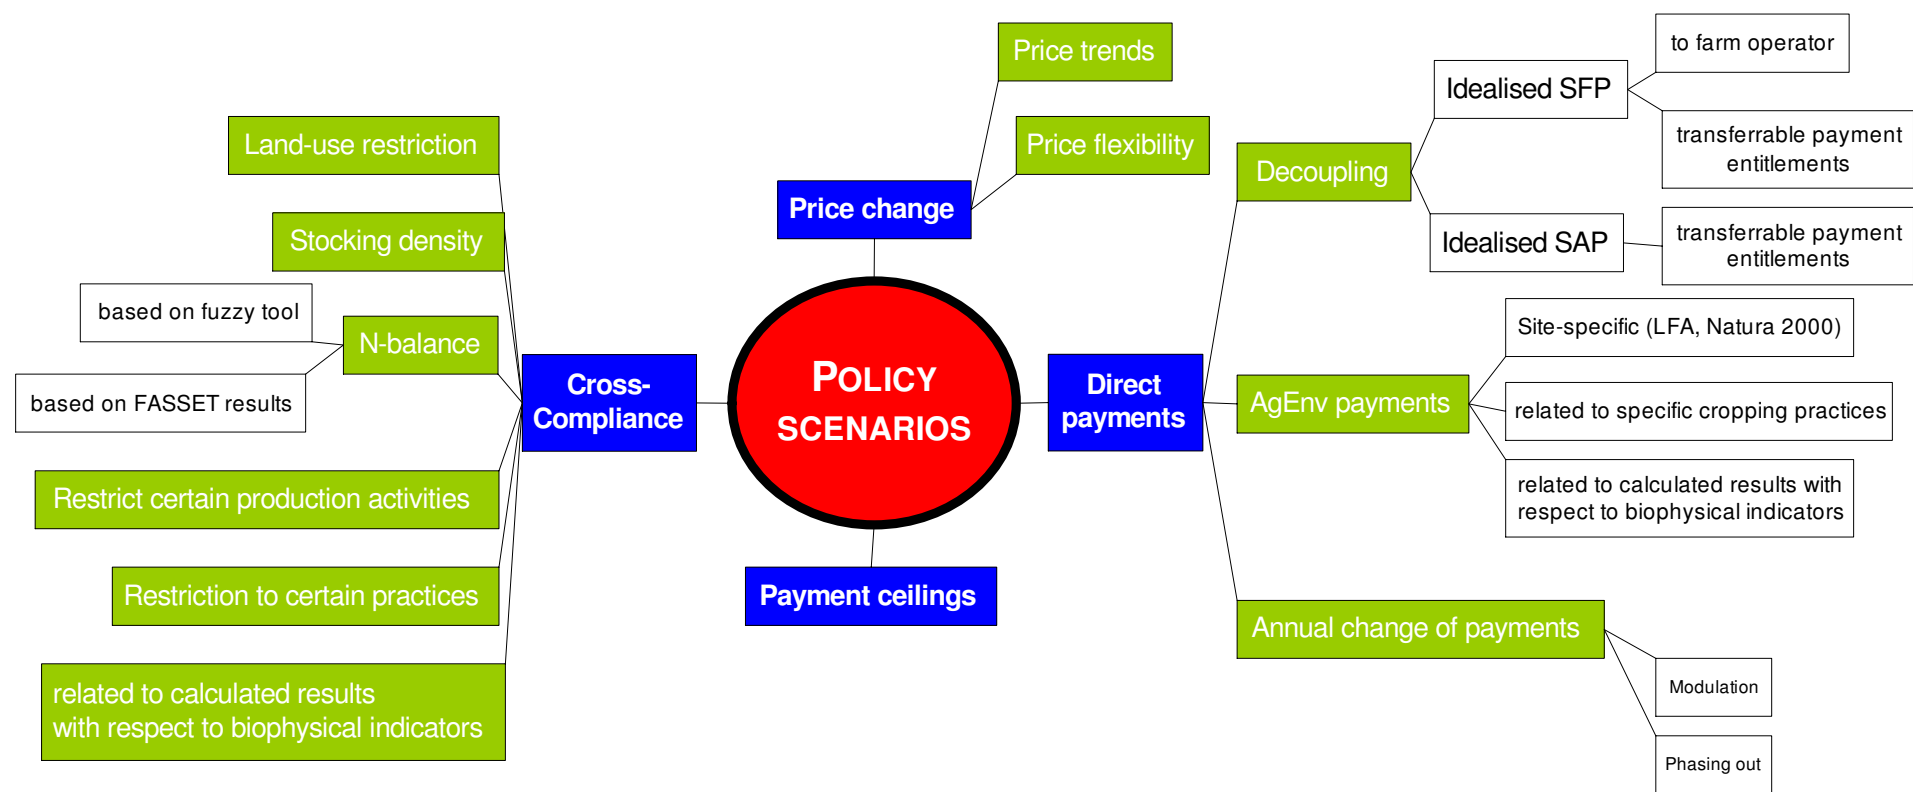 Price trends
Price flexibility
Price change
Land-use restriction
Stocking density
based on fuzzy tool
N-balance
based on FASSET results
Cross-
Compliance
Restrict certain production activities
Restriction to certain practices
related to calculated results
with respect to biophysical indicators
POLICY
SCENARIOS
Payment ceilings
Direct
payments
Decoupling
Idealised SFP
to farm operator
transferrable payment
entitlements
Idealised SAP
transferrable payment
entitlements
AgEnv payments
Site-specific (LFA, Natura 2000)
related to specific cropping practices
related to calculated results with
respect to biophysical indicators
Annual change of payments
Modulation
Phasing out